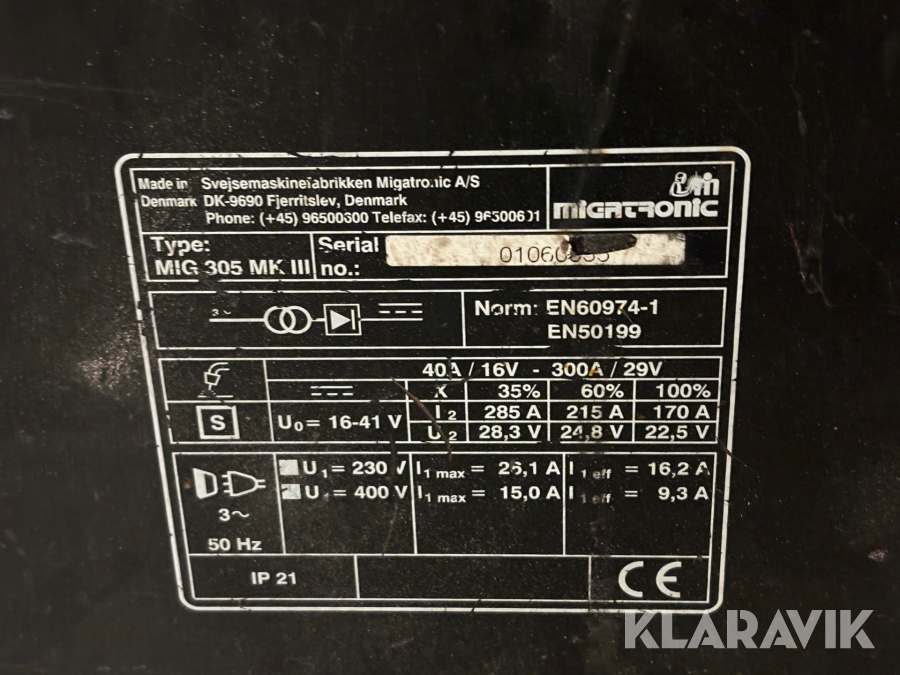 Made in Svejsemaskinefabrikken Migatronic A/S
Denmark DK-9690 Fjerritslev, Denmark
Phone: (+45) 96500600 Telefax: (+45) 96500601
MIGATRONIC
Type:
MIG 305 MK III
Serial
no.:
3~
Norm: EN60974-1
EN50199
40A / 16V - 300A / 29V
X 35% 60% 100%
S
U0 = 16-41 V
I2 285 A 215 A 170 A
U2 28,3 V 24,8 V 22,5 V
U1 = 230 V I1 max = 26,1 A I1 eff = 16,2 A
U1 = 400 V I1 max = 15,0 A I1 eff = 9,3 A
3~
50 Hz
IP 21
CE
KLARAVIK